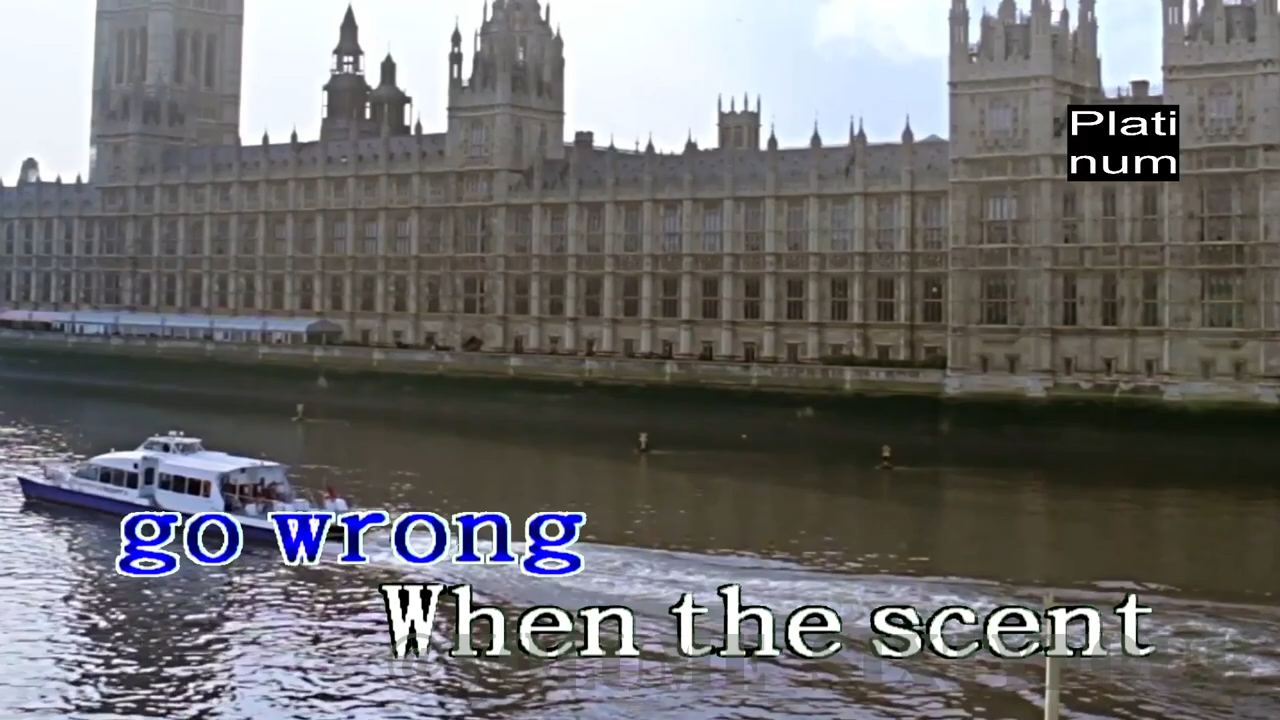 Plati
num
go wrong
When the scent